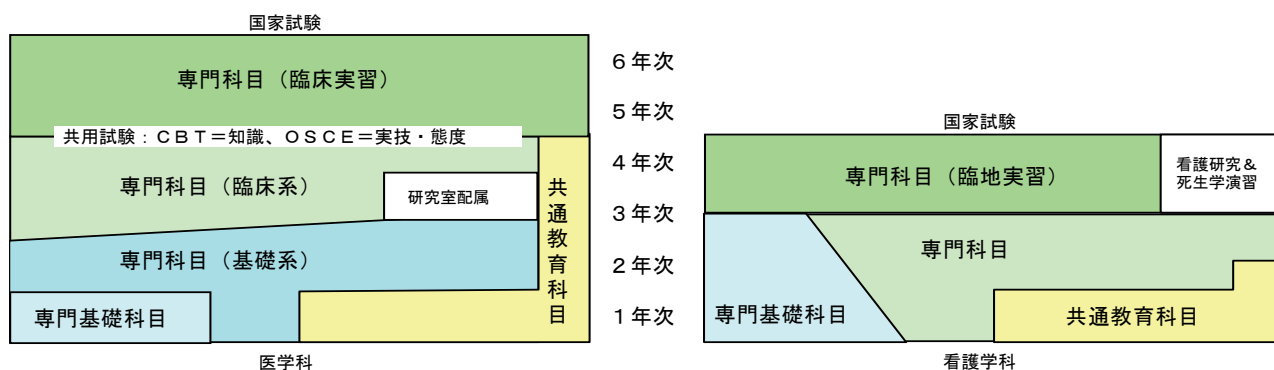 国家試験
専門科目（臨床実習）
共用試験：ＣＢＴ＝知識、ＯＳＣＥ＝実技・態度
専門科目（臨床系）
研究室配属
共通教育科目
専門科目（基礎系）
専門基礎科目
医学科
６年次
５年次
４年次
３年次
２年次
１年次
国家試験
専門科目（臨地実習）
看護研究＆
死生学演習
専門科目
専門基礎科目
共通教育科目
看護学科